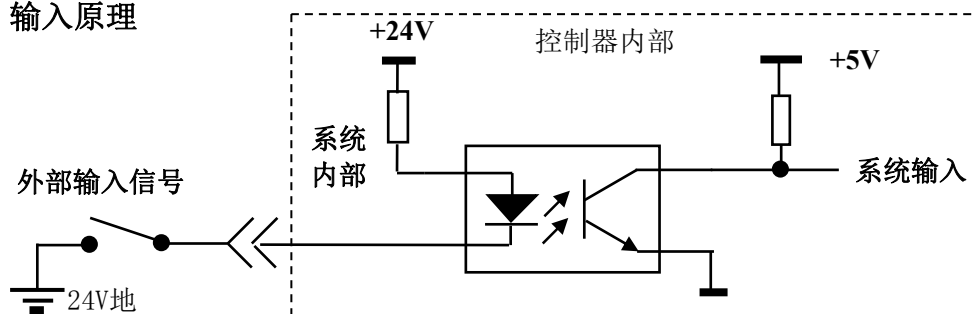 输入原理
+24V
控制器内部
+5V
系统
内部
外部输入信号
系统输入
24V地